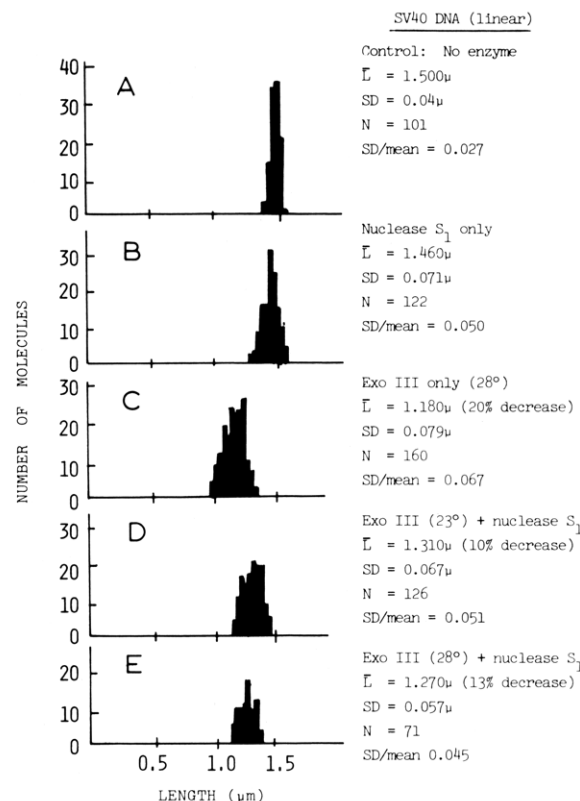 SV40 DNA (linear)
Control: No enzyme
L̅ = 1.500μ
SD = 0.04μ
N = 101
SD/mean = 0.027
Nuclease S1 only
L̅ = 1.460μ
SD = 0.071μ
N = 122
SD/mean = 0.050
Exo III only (28°)
L̅ = 1.180μ (20% decrease)
SD = 0.079μ
N = 160
SD/mean = 0.067
Exo III (23°) + nuclease S1
L̅ = 1.310μ (10% decrease)
SD = 0.067μ
N = 126
SD/mean = 0.051
Exo III (28°) + nuclease S1
L̅ = 1.270μ (13% decrease)
SD = 0.057μ
N = 71
SD/mean 0.045
NUMBER OF MOLECULES
A
40
30
20
10
0
B
30
20
10
0
C
30
20
10
0
D
30
20
10
0
E
20
10
0
0.5 1.0 1.5
LENGTH (μm)